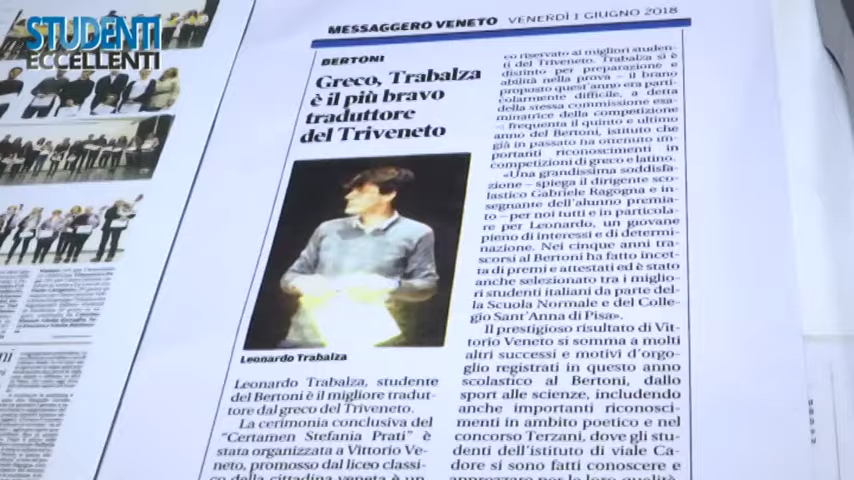 STUDENTI
ECCELLENTI
MESSAGGERO VENETO VENERDÌ 1 GIUGNO 2018
BERTONI
Greco, Trabalza
è il più bravo
traduttore
del Triveneto
Leonardo Trabalza
Leonardo Trabalza, studente
del Bertoni è il migliore tradut-
tore dal greco del Triveneto.
La cerimonia conclusiva del
"Certamen Stefania Prati" è
stata organizzata a Vittorio Ve-
neto, promosso dal liceo classi-
co della cittadina veneta è un
co riservato ai migliori studen-
ti del Triveneto. Trabalza si è
distinto per preparazione e
abilità nella prova – il brano
proposto quest'anno era parti-
colarmente difficile, a detta
della stessa commissione esa-
minatrice della competizione
– frequenta il quinto e ultimo
anno del Bertoni, istituto che
già in passato ha ottenuto im-
portanti riconoscimenti in
competizioni di greco e latino.
«Una grandissima soddisfa-
zione – spiega il dirigente sco-
lastico Gabriele Ragogna e in-
segnante dell'alunno premia-
to – per noi tutti e in particola-
re per Leonardo, un giovane
pieno di interessi e di determi-
nazione. Nei cinque anni tra-
scorsi al Bertoni ha fatto incet-
ta di premi e attestati ed è stato
anche selezionato tra i miglio-
ri studenti italiani da parte del-
la Scuola Normale e del Colle-
gio Sant'Anna di Pisa».
Il prestigioso risultato di Vit-
torio Veneto si somma a molti
altri successi e motivi d'orgo-
glio registrati in questo anno
scolastico al Bertoni, dallo
sport alle scienze, includendo
anche importanti riconosci-
menti in ambito poetico e nel
concorso Terzani, dove gli stu-
denti dell'istituto di viale Ca-
dore si sono fatti conoscere e
apprezzare per le loro qualità